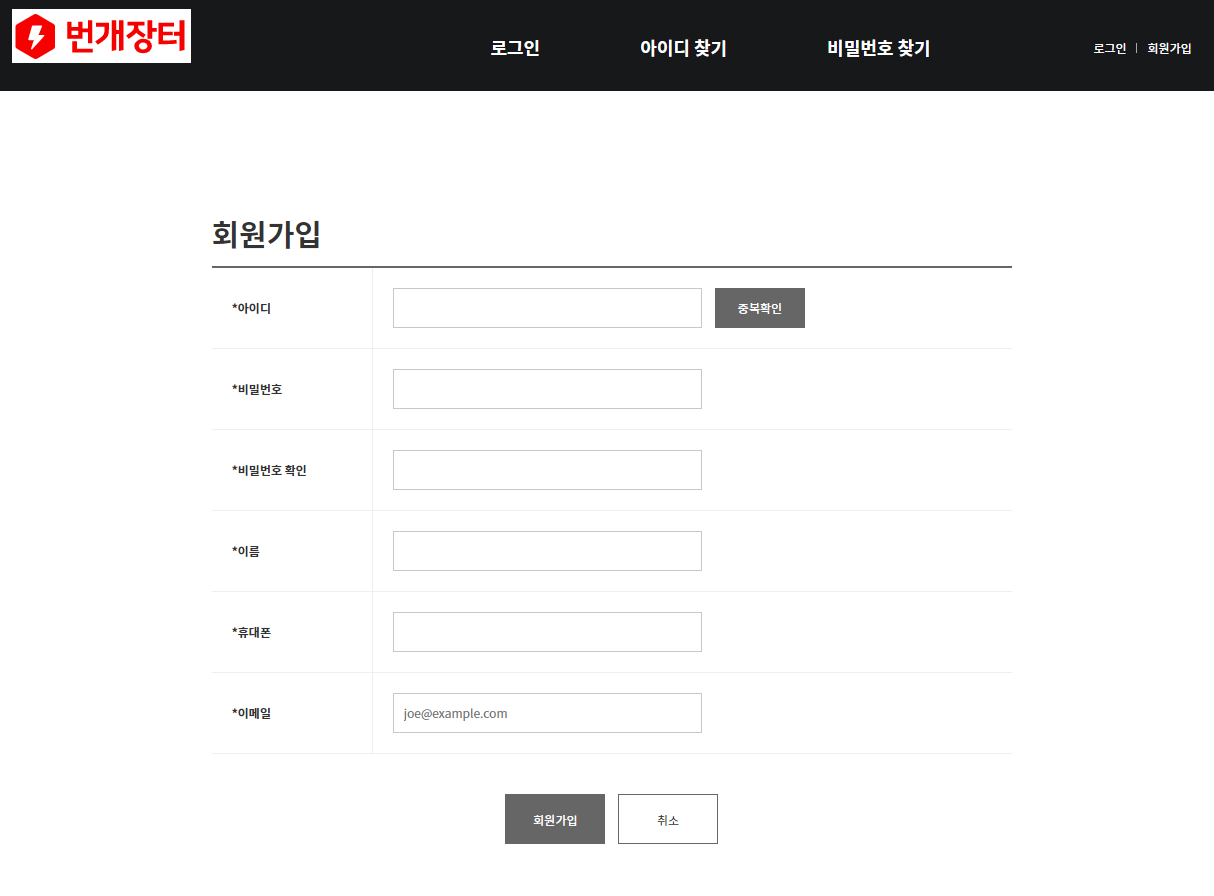 번개장터
로그인 아이디 찾기 비밀번호 찾기 로그인 | 회원가입
회원가입
*아이디 중복확인
*비밀번호
*비밀번호 확인
*이름
*휴대폰
*이메일 joe@example.com
회원가입 취소